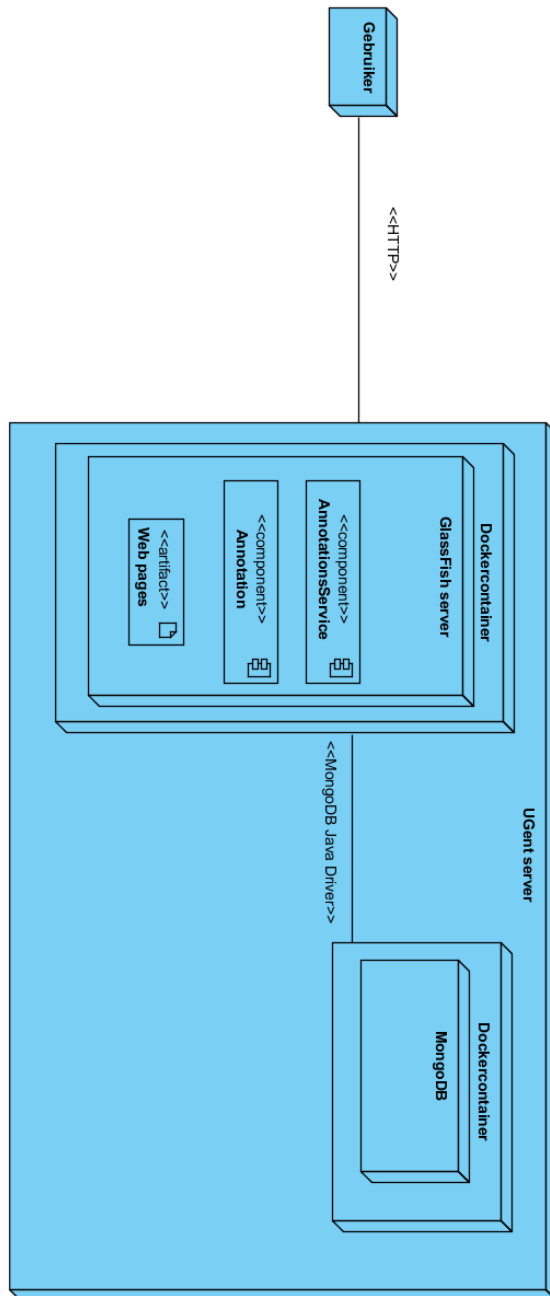 Gebruiker
<<HTTP>>
UGent server
Dockercontainer
GlassFish server
<<component>>
AnnotationsService
<<component>>
Annotation
<<artifact>>
Web pages
<<MongoDB Java Driver>>
Dockercontainer
MongoDB